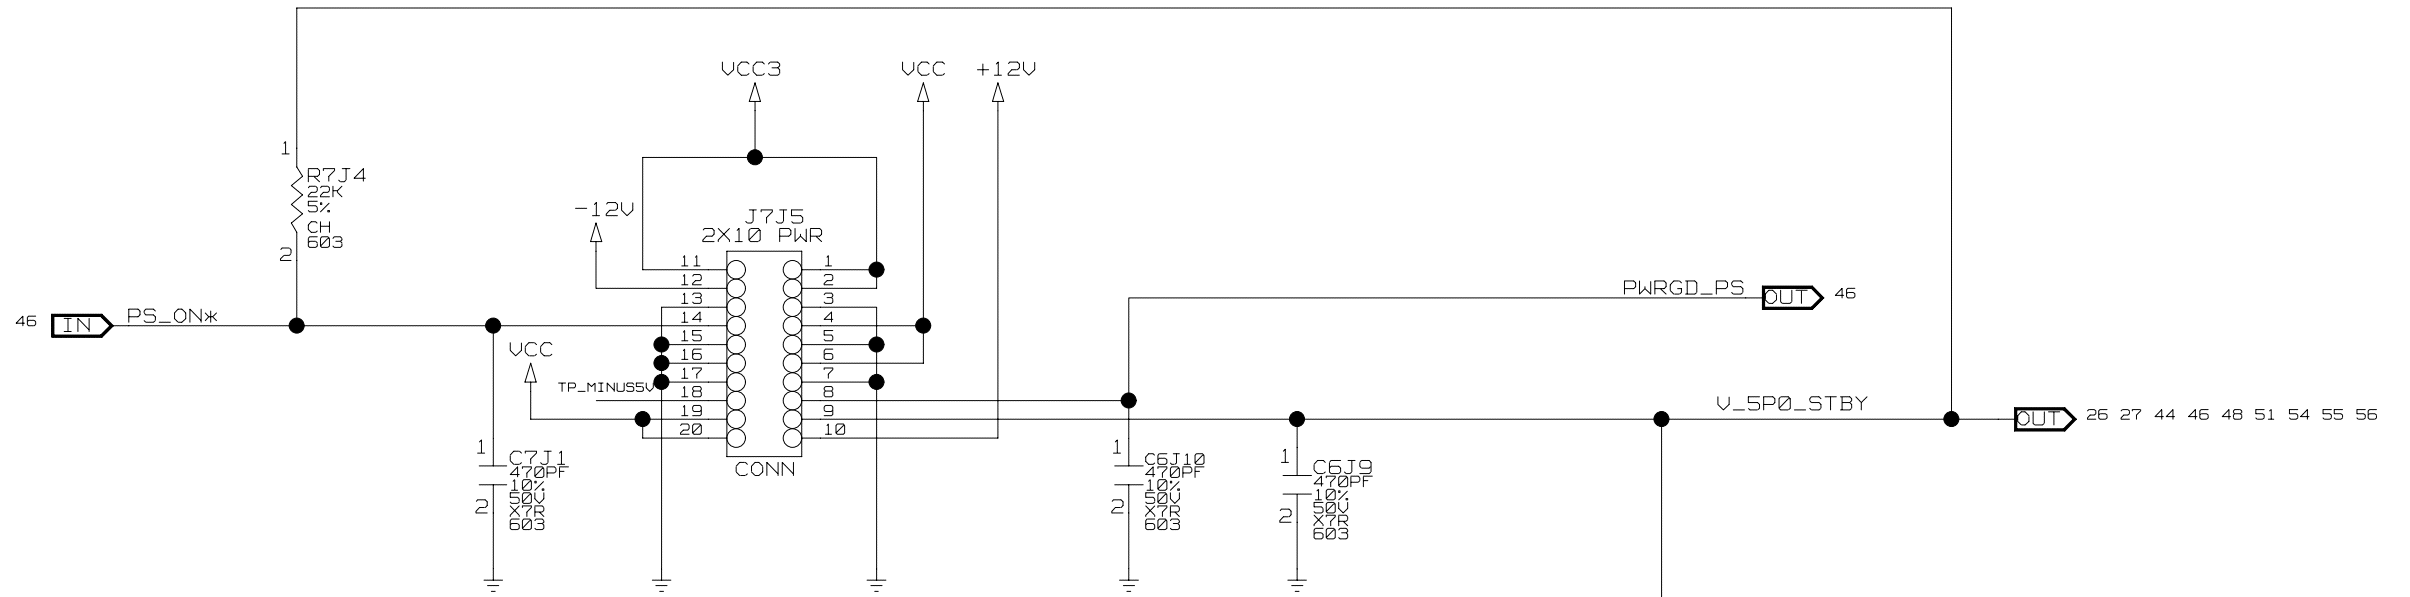 VCC3
VCC
+12V
1
R7J4
22K
5%
CH
603
2
-12V
J7J5
2X10 PWR
11
12
13
14
15
16
17
18
19
20
1
2
3
4
5
6
7
8
9
10
CONN
46
IN
PS_ON*
VCC
TP_MINUS5V
PWRGD_PS
OUT
46
V_5P0_STBY
OUT
26 27 44 46 48 51 54 55 56
1
C7J1
470PF
10%
50V
X7R
603
2
1
C6J10
470PF
10%
50V
X7R
603
2
1
C6J9
470PF
10%
50V
X7R
603
2